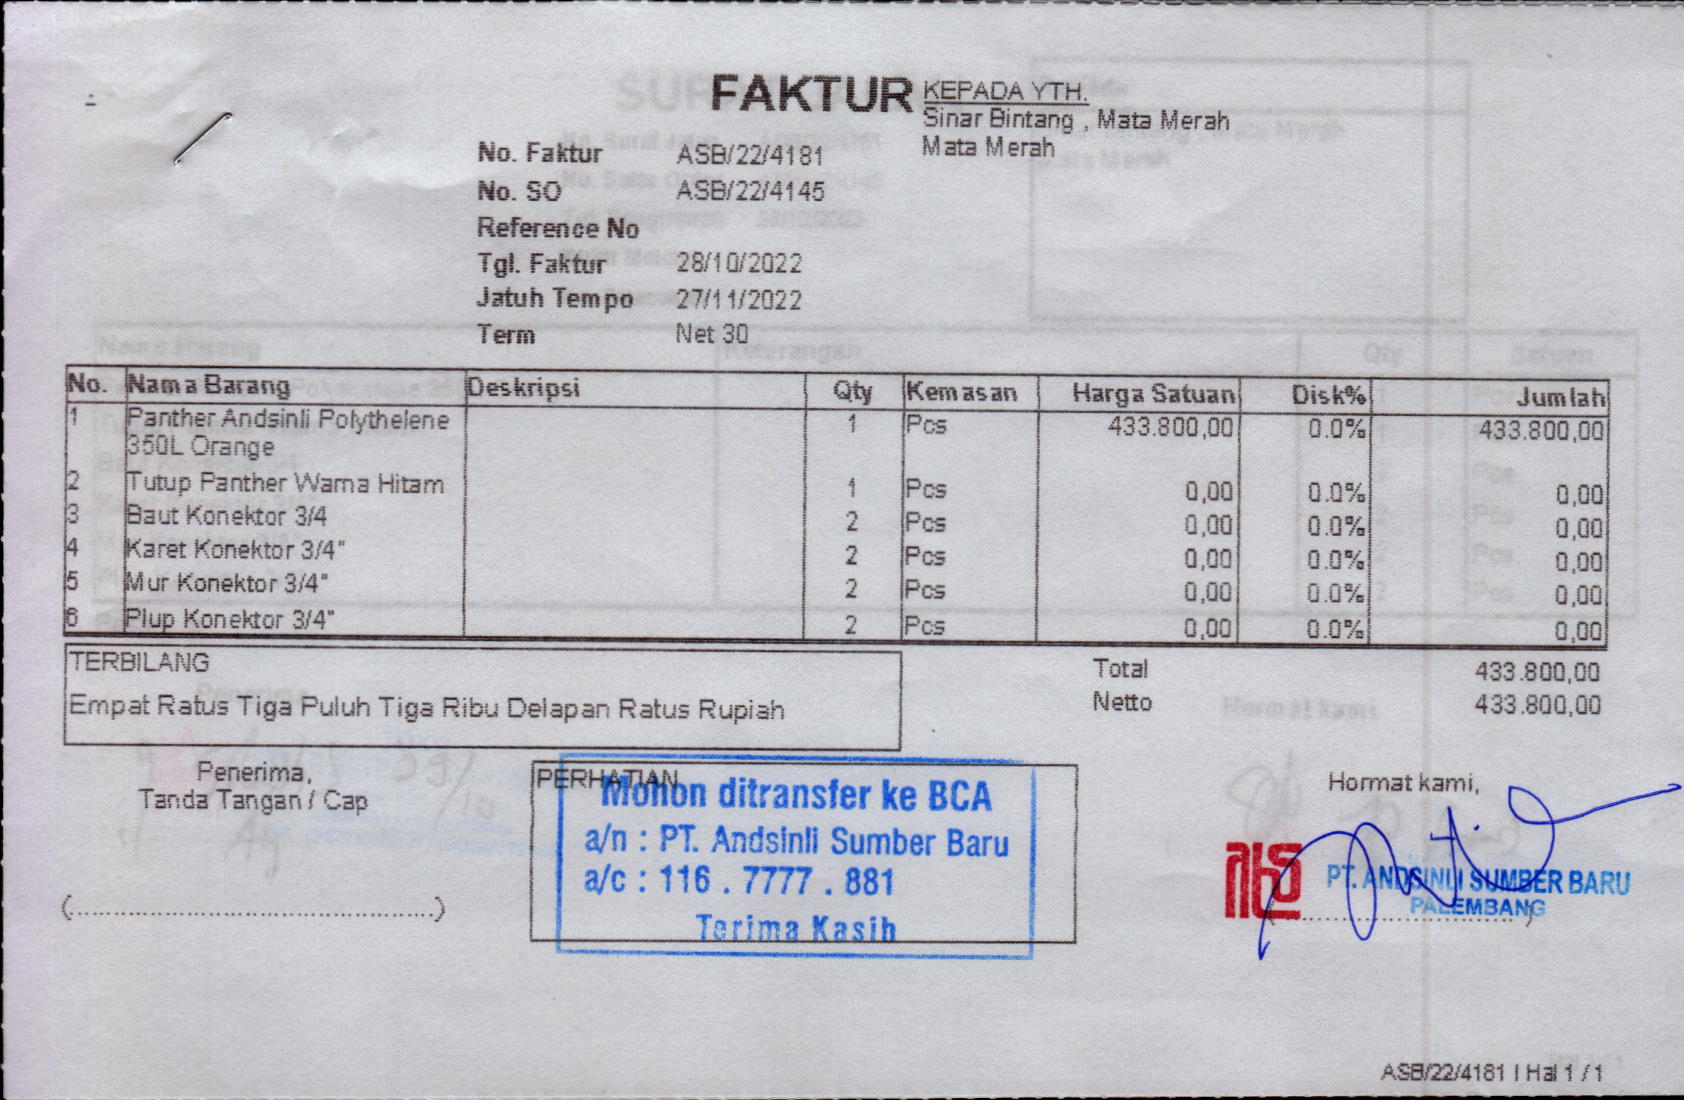 FAKTUR
KEPADA YTH.
Sinar Bintang , Mata Merah
Mata Merah
No. Faktur ASB/22/4181
No. SO ASB/22/4145
Reference No
Tgl. Faktur 28/10/2022
Jatuh Tempo 27/11/2022
Term Net 30
No. Nama Barang Deskripsi Qty Kemasan Harga Satuan Disk% Jumlah
1 Panther Andsinli Polythelene 1 Pcs 433.800,00 0.0% 433.800,00
350L Orange
2 Tutup Panther Warna Hitam 1 Pcs 0,00 0.0% 0,00
3 Baut Konektor 3/4 2 Pcs 0,00 0.0% 0,00
4 Karet Konektor 3/4" 2 Pcs 0,00 0.0% 0,00
5 Mur Konektor 3/4" 2 Pcs 0,00 0.0% 0,00
6 Plup Konektor 3/4" 2 Pcs 0,00 0.0% 0,00
TERBILANG
Empat Ratus Tiga Puluh Tiga Ribu Delapan Ratus Rupiah
Total 433.800,00
Netto 433.800,00
Penerima,
Tanda Tangan / Cap
(............................................)
PERHATIAN
Mohon ditransfer ke BCA
a/n : PT. Andsinli Sumber Baru
a/c : 116 . 7777 . 881
Terima Kasih
Hormat kami,
PT. ANDSINLI SUMBER BARU
PALEMBANG
ASB/22/4181 | Hal 1 / 1